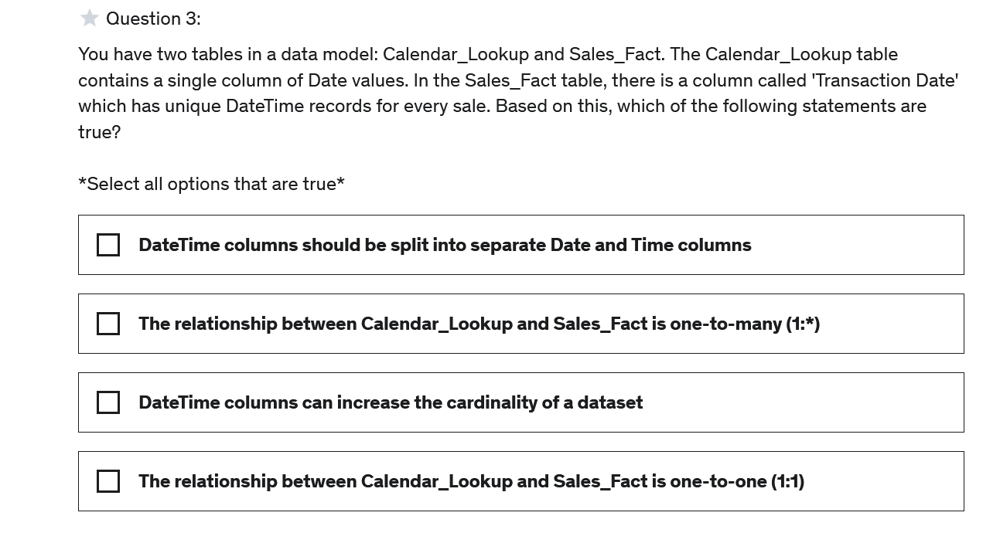 Question 3:
You have two tables in a data model: Calendar_Lookup and Sales_Fact. The Calendar_Lookup table
contains a single column of Date values. In the Sales_Fact table, there is a column called 'Transaction Date'
which has unique DateTime records for every sale. Based on this, which of the following statements are
true?
*Select all options that are true*
DateTime columns should be split into separate Date and Time columns
The relationship between Calendar_Lookup and Sales_Fact is one-to-many (1:*)
DateTime columns can increase the cardinality of a dataset
The relationship between Calendar_Lookup and Sales_Fact is one-to-one (1:1)